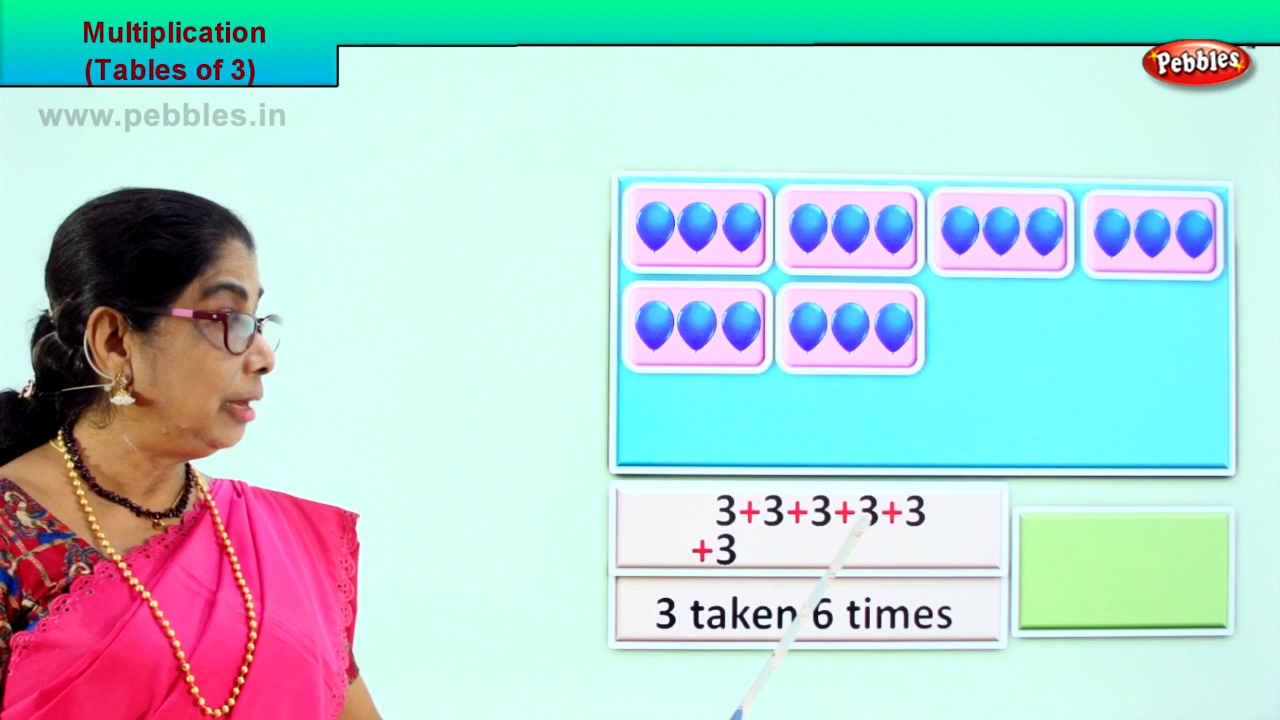 Multiplication
(Tables of 3)
Pebbles
www.pebbles.in
3+3+3+3+3
+3
3 taken 6 times